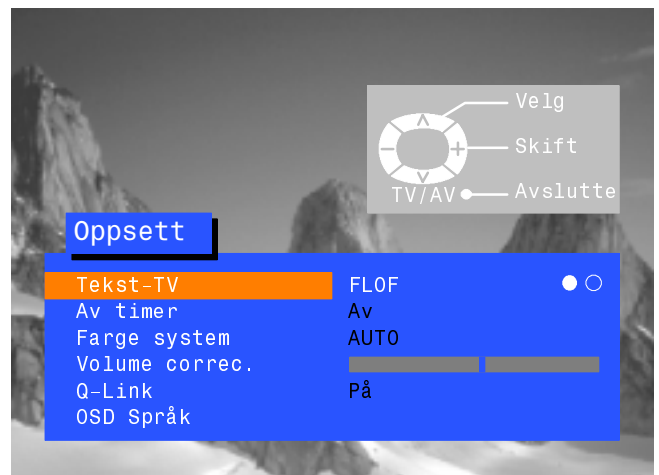 Velg
Skift
TV/AV Avslutte
Oppsett
Tekst-TV FLOF
Av timer Av
Farge system AUTO
Volume correc.
Q-Link På
OSD Språk